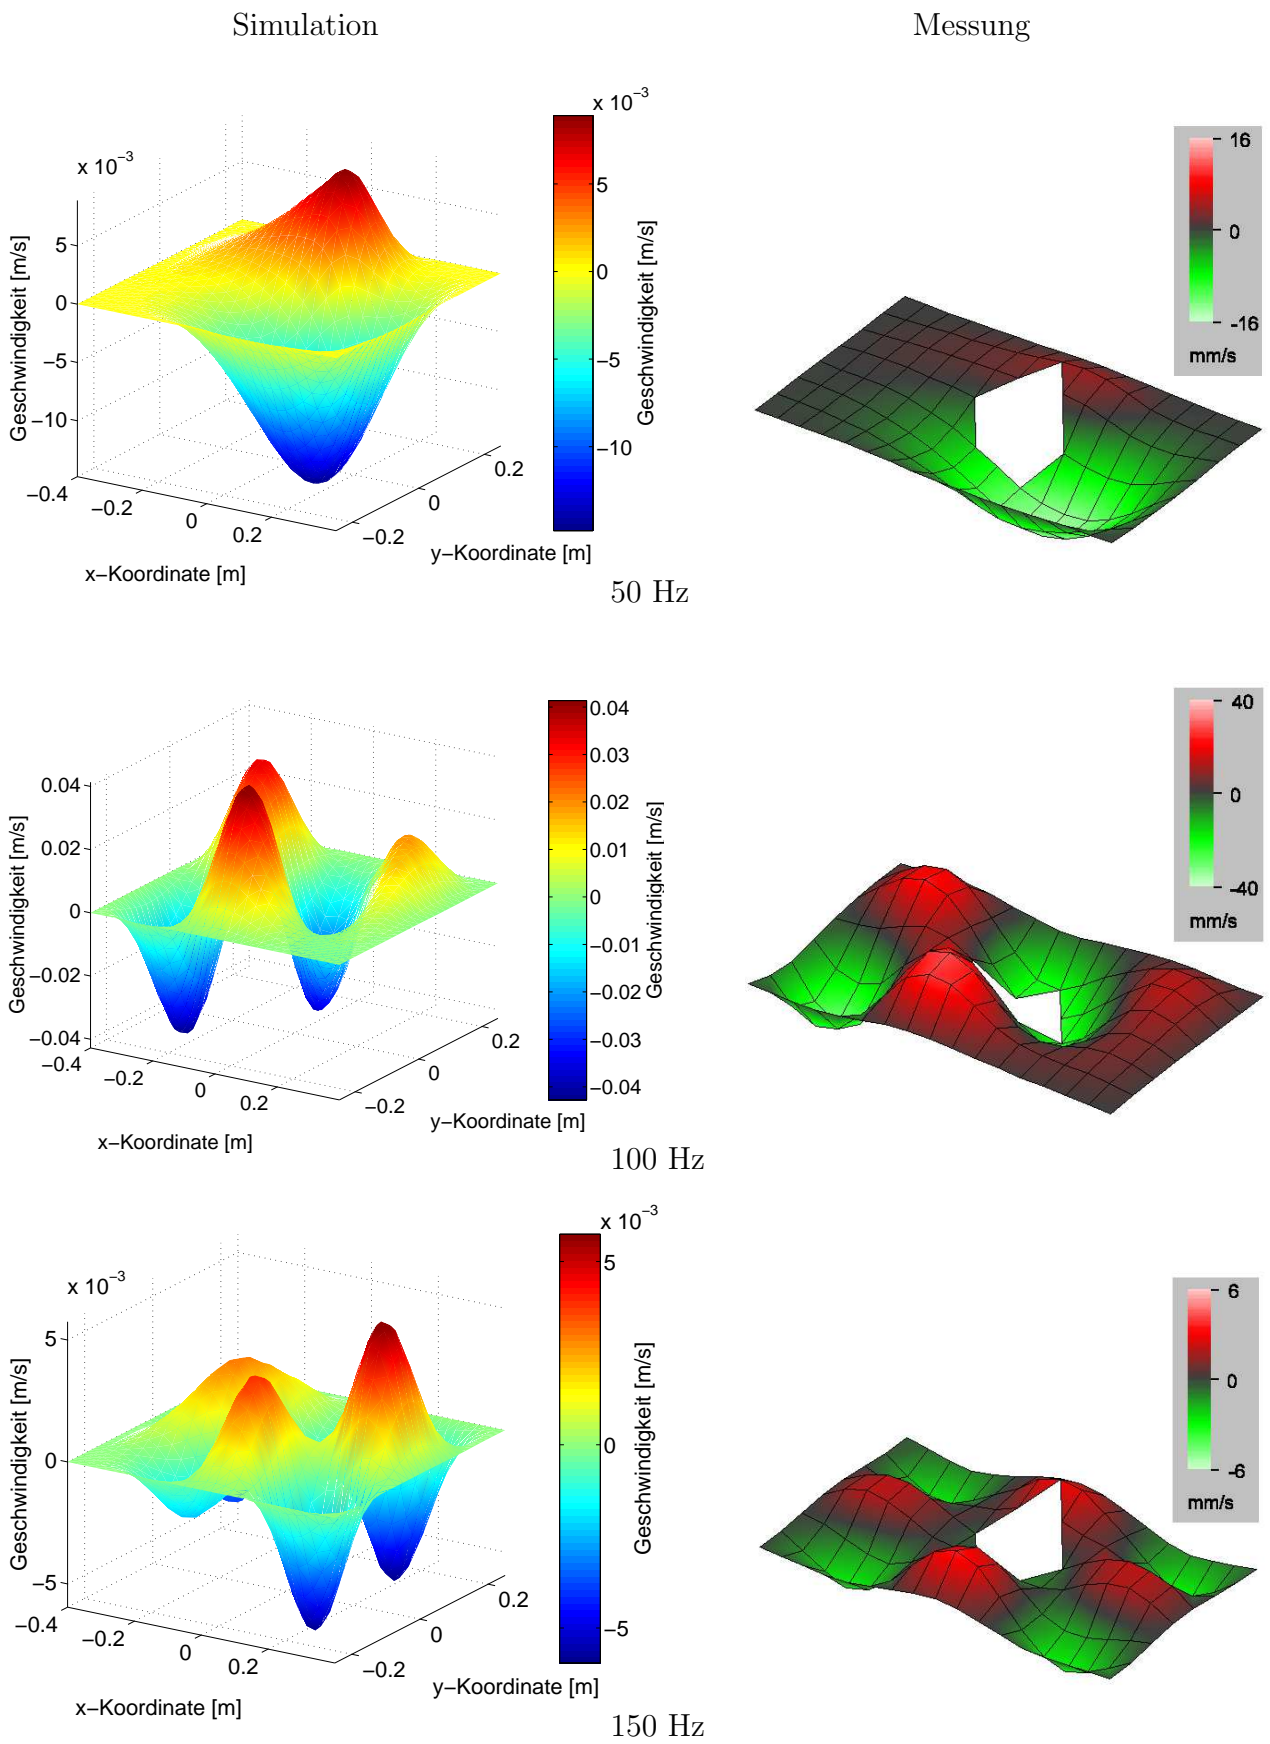 Simulation
Messung
x 10⁻³
Geschwindigkeit [m/s]
5
0
−5
−10
−0.4
−0.2
0
0.2
x−Koordinate [m]
−0.2
0
0.2
y−Koordinate [m]
x 10⁻³
5
0
−5
−10
Geschwindigkeit [m/s]
16
0
-16
mm/s
50 Hz
Geschwindigkeit [m/s]
0.04
0.02
0
−0.02
−0.04
−0.4
−0.2
0
0.2
x−Koordinate [m]
−0.2
0
0.2
y−Koordinate [m]
0.04
0.03
0.02
0.01
0
−0.01
−0.02
−0.03
−0.04
Geschwindigkeit [m/s]
40
0
-40
mm/s
100 Hz
x 10⁻³
Geschwindigkeit [m/s]
5
0
−5
−0.4
−0.2
0
0.2
x−Koordinate [m]
−0.2
0
0.2
y−Koordinate [m]
x 10⁻³
5
0
−5
Geschwindigkeit [m/s]
6
0
-6
mm/s
150 Hz